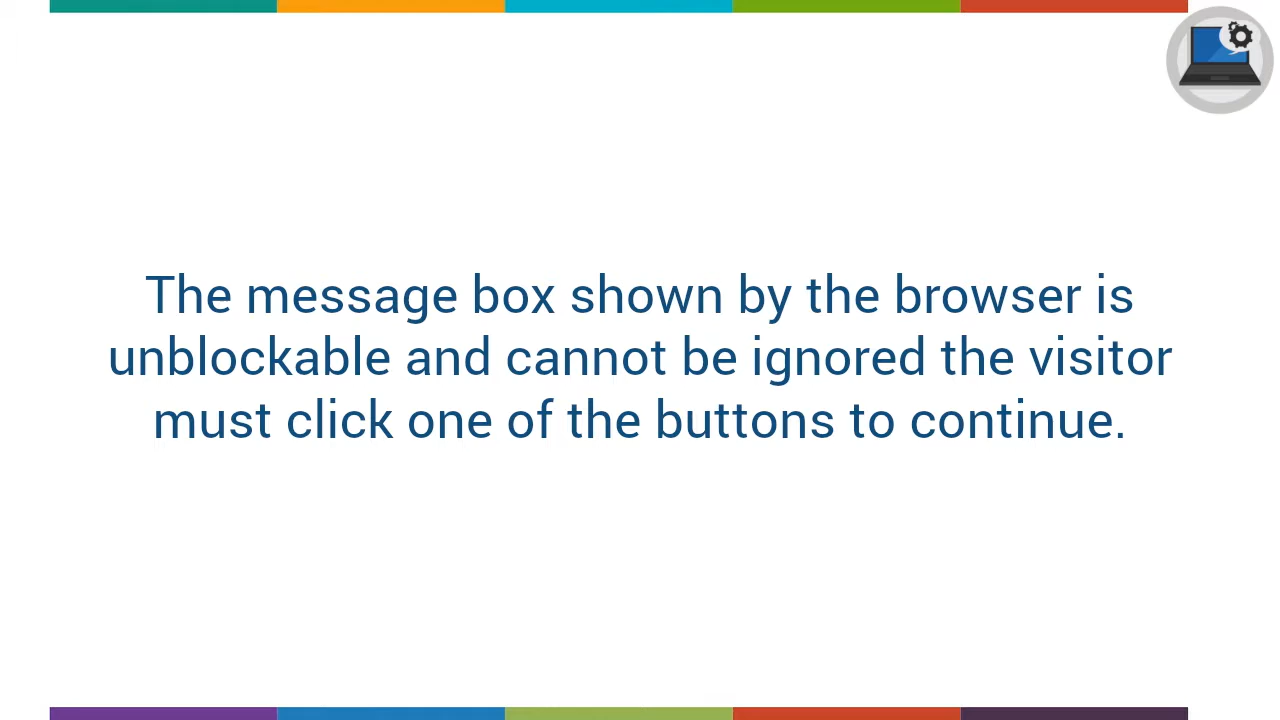 The message box shown by the browser is
unblockable and cannot be ignored the visitor
must click one of the buttons to continue.